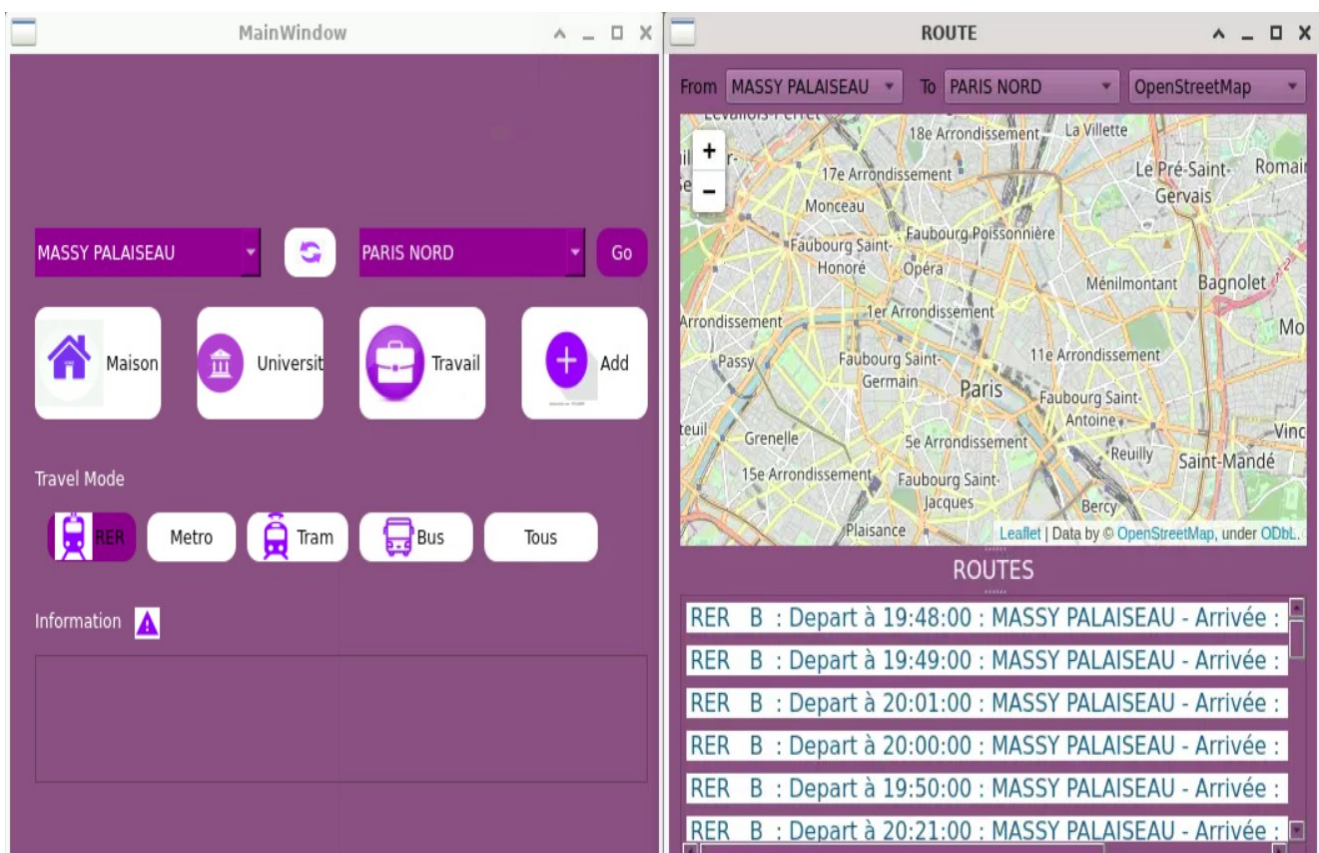 MainWindow
MASSY PALAISEAU
PARIS NORD
Go
Maison
Universit
Travail
Add
Travel Mode
RER
Metro
Tram
Bus
Tous
Information
ROUTE
From MASSY PALAISEAU To PARIS NORD OpenStreetMap
+
−
18e Arrondissement
La Villette
17e Arrondissement
Le Pré-Saint-
Gervais
Romai
Monceau
Faubourg Saint-
Honoré
Faubourg Poissonnière
Opéra
Ménilmontant
Bagnolet
Arrondissement
1er Arrondissement
Mo
Passy
Faubourg Saint-
Germain
11e Arrondissement
Paris
Faubourg Saint-
Antoine
teuil
Grenelle
5e Arrondissement
Vinc
Reuilly
Saint-Mandé
15e Arrondissement
Faubourg Saint-
Jacques
Bercy
Plaisance
Leaflet | Data by © OpenStreetMap, under ODbL.
ROUTES
RER B : Depart à 19:48:00 : MASSY PALAISEAU - Arrivée :
RER B : Depart à 19:49:00 : MASSY PALAISEAU - Arrivée :
RER B : Depart à 20:01:00 : MASSY PALAISEAU - Arrivée :
RER B : Depart à 20:00:00 : MASSY PALAISEAU - Arrivée :
RER B : Depart à 19:50:00 : MASSY PALAISEAU - Arrivée :
RER B : Depart à 20:21:00 : MASSY PALAISEAU - Arrivée :